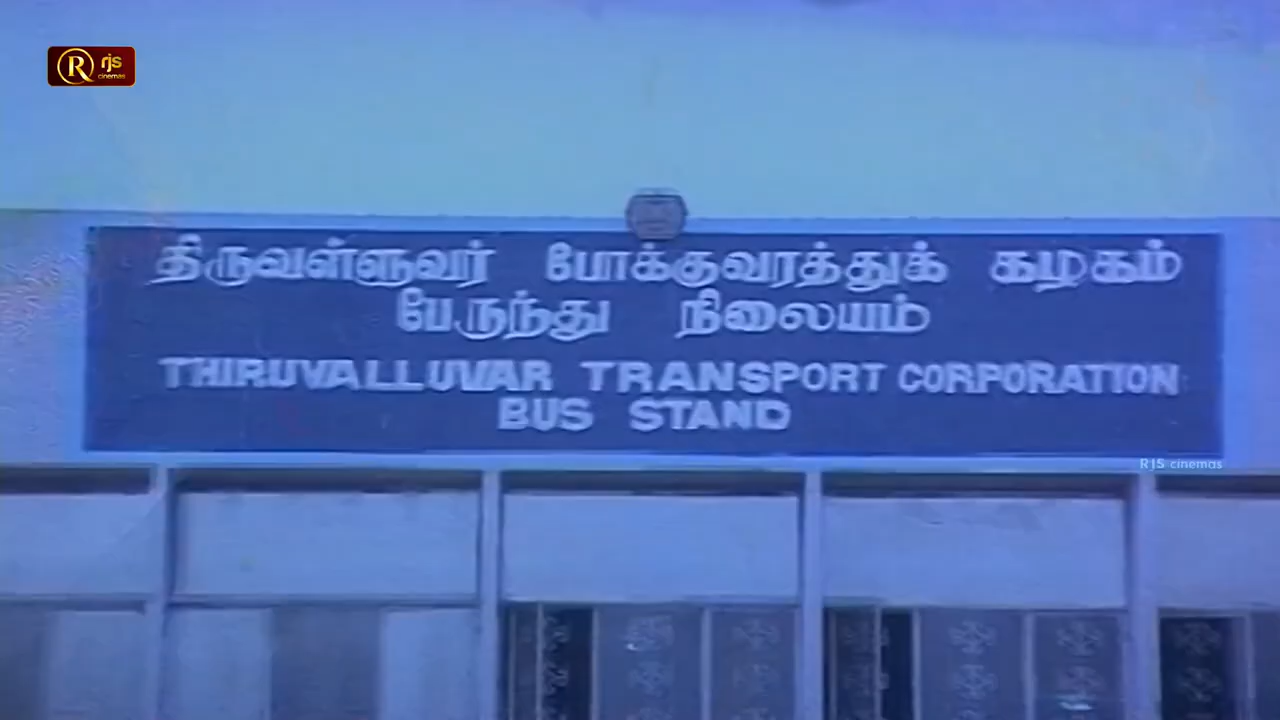 R rjs
cinemas
திருவள்ளுவர் போக்குவரத்துக் கழகம்
பேருந்து நிலையம்
THIRUVALLUVAR TRANSPORT CORPORATION
BUS STAND
RJS cinemas